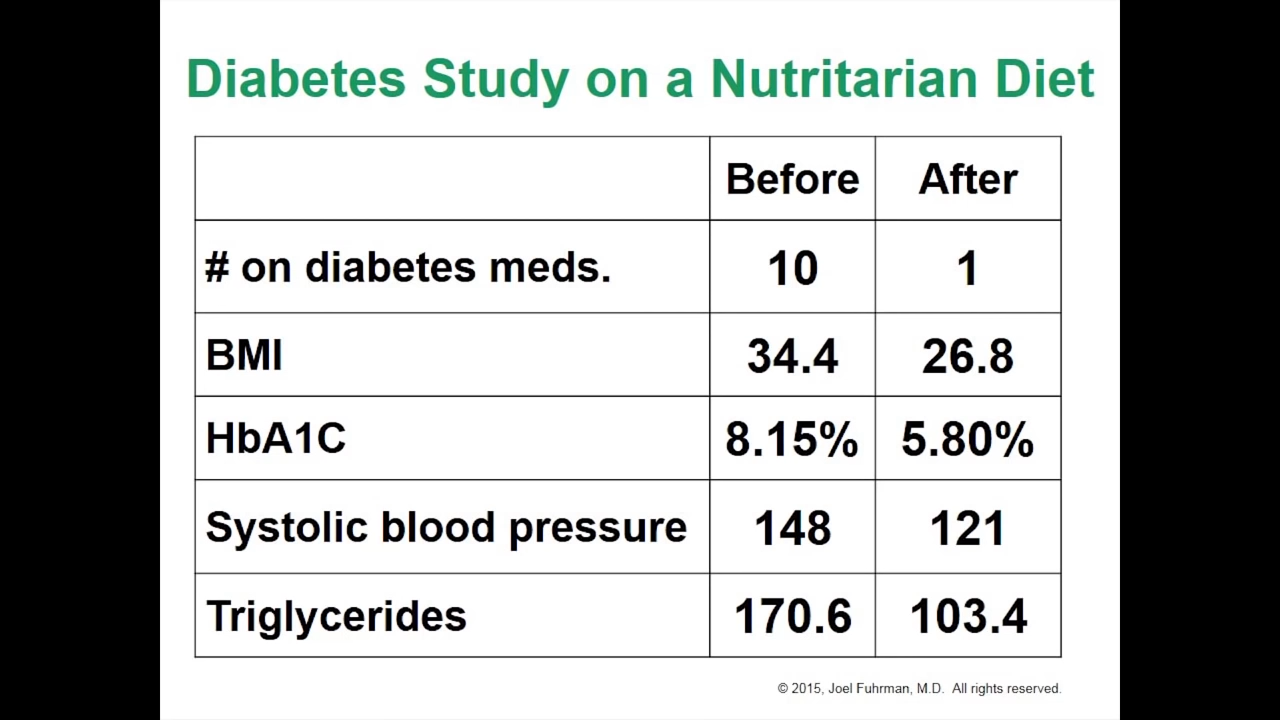 Diabetes Study on a Nutritarian Diet
Before After
# on diabetes meds. 10 1
BMI 34.4 26.8
HbA1C 8.15% 5.80%
Systolic blood pressure 148 121
Triglycerides 170.6 103.4
© 2015, Joel Fuhrman, M.D. All rights reserved.